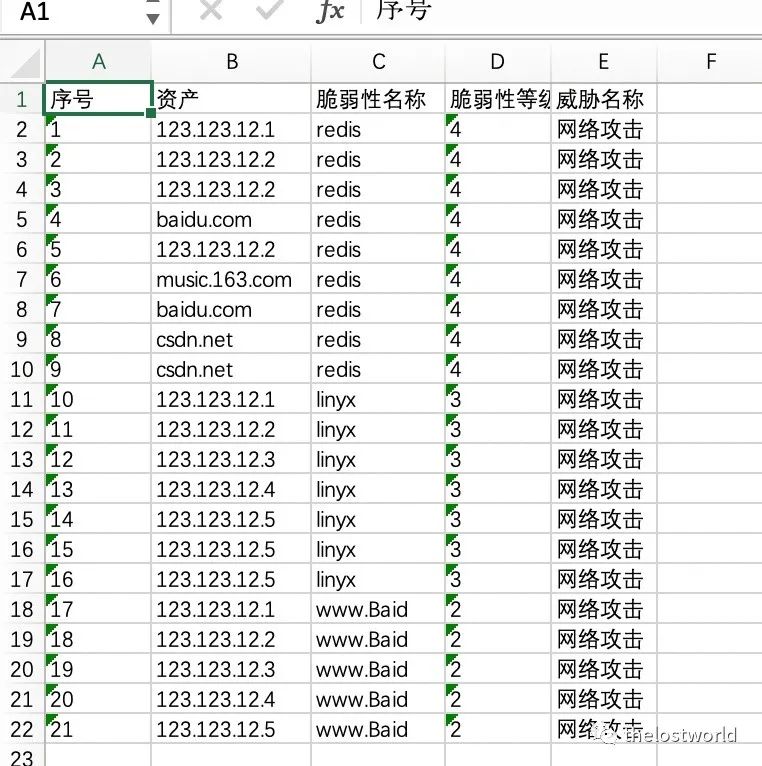 A1 fx 序号
A B C D E F
1 序号 资产 脆弱性名称 脆弱性等级 威胁名称
2 1 123.123.12.1 redis 4 网络攻击
3 2 123.123.12.2 redis 4 网络攻击
4 3 123.123.12.2 redis 4 网络攻击
5 4 baidu.com redis 4 网络攻击
6 5 123.123.12.2 redis 4 网络攻击
7 6 music.163.com redis 4 网络攻击
8 7 baidu.com redis 4 网络攻击
9 8 csdn.net redis 4 网络攻击
10 9 csdn.net redis 4 网络攻击
11 10 123.123.12.1 linyx 3 网络攻击
12 11 123.123.12.2 linyx 3 网络攻击
13 12 123.123.12.3 linyx 3 网络攻击
14 13 123.123.12.4 linyx 3 网络攻击
15 14 123.123.12.5 linyx 3 网络攻击
16 15 123.123.12.5 linyx 3 网络攻击
17 16 123.123.12.5 linyx 3 网络攻击
18 17 123.123.12.1 www.Baid 2 网络攻击
19 18 123.123.12.2 www.Baid 2 网络攻击
20 19 123.123.12.3 www.Baid 2 网络攻击
21 20 123.123.12.4 www.Baid 2 网络攻击
22 21 123.123.12.5 www.Baid 2 网络攻击 thelostworld
23